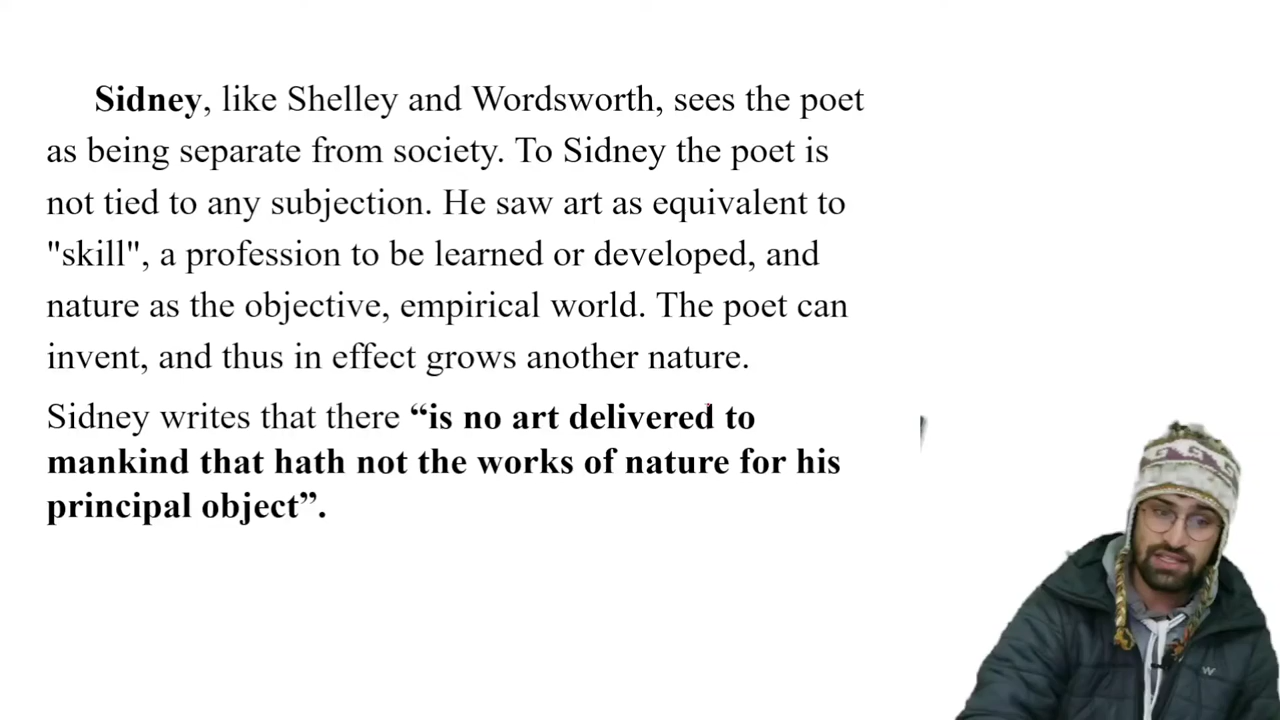 Sidney, like Shelley and Wordsworth, sees the poet
as being separate from society. To Sidney the poet is
not tied to any subjection. He saw art as equivalent to
"skill", a profession to be learned or developed, and
nature as the objective, empirical world. The poet can
invent, and thus in effect grows another nature.
Sidney writes that there “is no art delivered to
mankind that hath not the works of nature for his
principal object”.